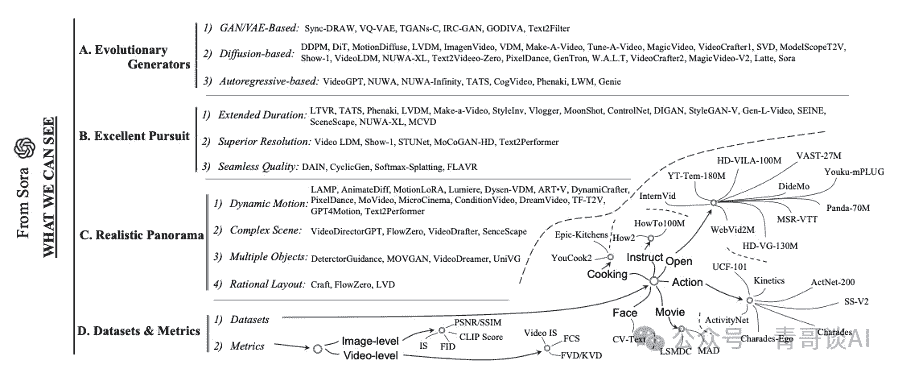 From Sora
WHAT WE CAN SEE
A. Evolutionary Generators
1) GAN/VAE-Based: Sync-DRAW, VQ-VAE, TGANs-C, IRC-GAN, GODIVA, Text2Filter
2) Diffusion-based: DDPM, DiT, MotionDiffuse, LVDM, ImagenVideo, VDM, Make-A-Video, Tune-A-Video, MagicVideo, VideoCrafter1, SVD, ModelScopeT2V,
Show-1, VideoLDM, NUWA-XL, Text2Video-Zero, PixelDance, GenTron, W.A.L.T, VideoCrafter2, MagicVideo-V2, Latte, Sora
3) Autoregressive-based: VideoGPT, NUWA, NUWA-Infinity, TATS, CogVideo, Phenaki, LWM, Genie
B. Excellent Pursuit
1) Extended Duration: LTVR, TATS, Phenaki, LVDM, Make-a-Video, StyleInv, Vlogger, MoonShot, ControlNet, DIGAN, StyleGAN-V, Gen-L-Video, SEINE,
SceneScape, NUWA-XL, MCVD
2) Superior Resolution: Video LDM, Show-1, STUNet, MoCoGAN-HD, Text2Performer
3) Seamless Quality: DAIN, CyclicGen, Softmax-Splatting, FLAVR
C. Realistic Panorama
1) Dynamic Motion: LAMP, AnimateDiff, MotionLoRA, Lumiere, Dysen-VDM, ART•V, DynamiCrafter,
PixelDance, MoVideo, MicroCinema, ConditionVideo, DreamVideo, TF-T2V,
GPT4Motion, Text2Performer
2) Complex Scene: VideoDirectorGPT, FlowZero, VideoDrafter, SenceScape
3) Multiple Objects: DetectorGuidance, MOVGAN, VideoDreamer, UniVG
4) Rational Layout: Craft, FlowZero, LVD
D. Datasets & Metrics
1) Datasets
2) Metrics
Image-level
Video-level
PSNR/SSIM
CLIP Score
IS
FID
Video IS
FCS
FVD/KVD
Cooking
Epic-Kitchens
YouCook2
Instruct
How2
HowTo100M
Open
InternVid
YT-Tem-180M
HD-VILA-100M
VAST-27M
DideMo
Youku-mPLUG
Panda-70M
MSR-VTT
WebVid2M
HD-VG-130M
Action
UCF-101
Kinetics
ActNet-200
SS-V2
Charades
Charades-Ego
ActivityNet
Face
CV-Text
Movie
LSMDC
MAD
公众号 · 青哥谈AI